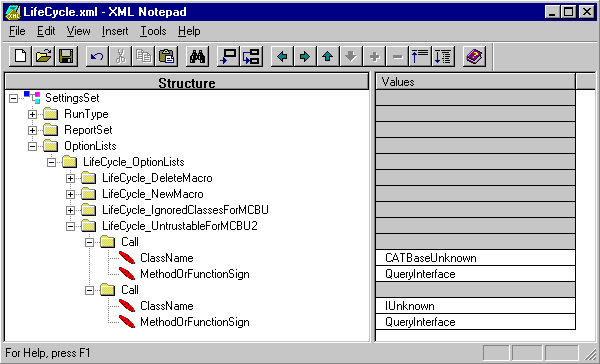 LifeCycle.xml - XML Notepad
File Edit View Insert Tools Help
Structure Values
SettingsSet
RunType
ReportSet
OptionLists
LifeCycle_OptionLists
LifeCycle_DeleteMacro
LifeCycle_NewMacro
LifeCycle_IgnoredClassesForMCBU
LifeCycle_UntrustableForMCBU2
Call
ClassName CATBaseUnknown
MethodOrFunctionSign QueryInterface
Call
ClassName IUnknown
MethodOrFunctionSign QueryInterface
For Help, press F1